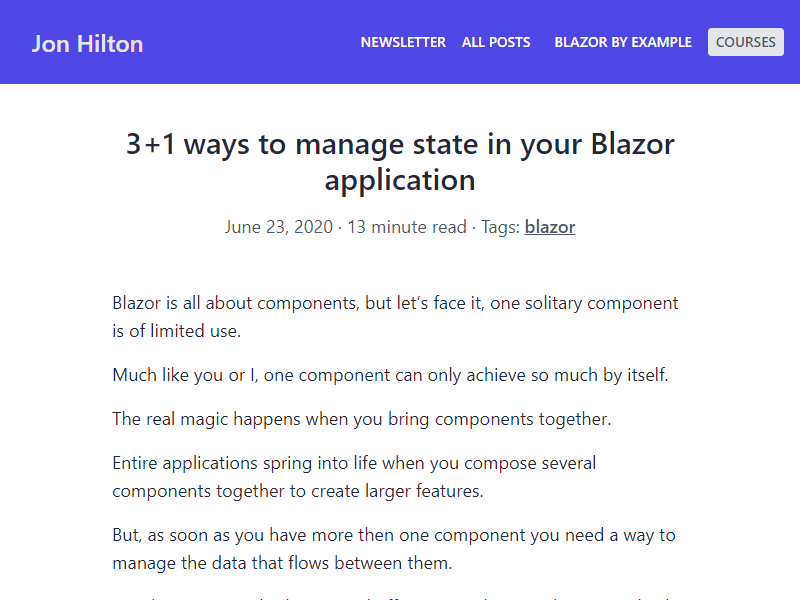 Jon Hilton
NEWSLETTER ALL POSTS BLAZOR BY EXAMPLE COURSES
3+1 ways to manage state in your Blazor
application
June 23, 2020 · 13 minute read · Tags: blazor
Blazor is all about components, but let's face it, one solitary component
is of limited use.
Much like you or I, one component can only achieve so much by itself.
The real magic happens when you bring components together.
Entire applications spring into life when you compose several
components together to create larger features.
But, as soon as you have more then one component you need a way to
manage the data that flows between them.